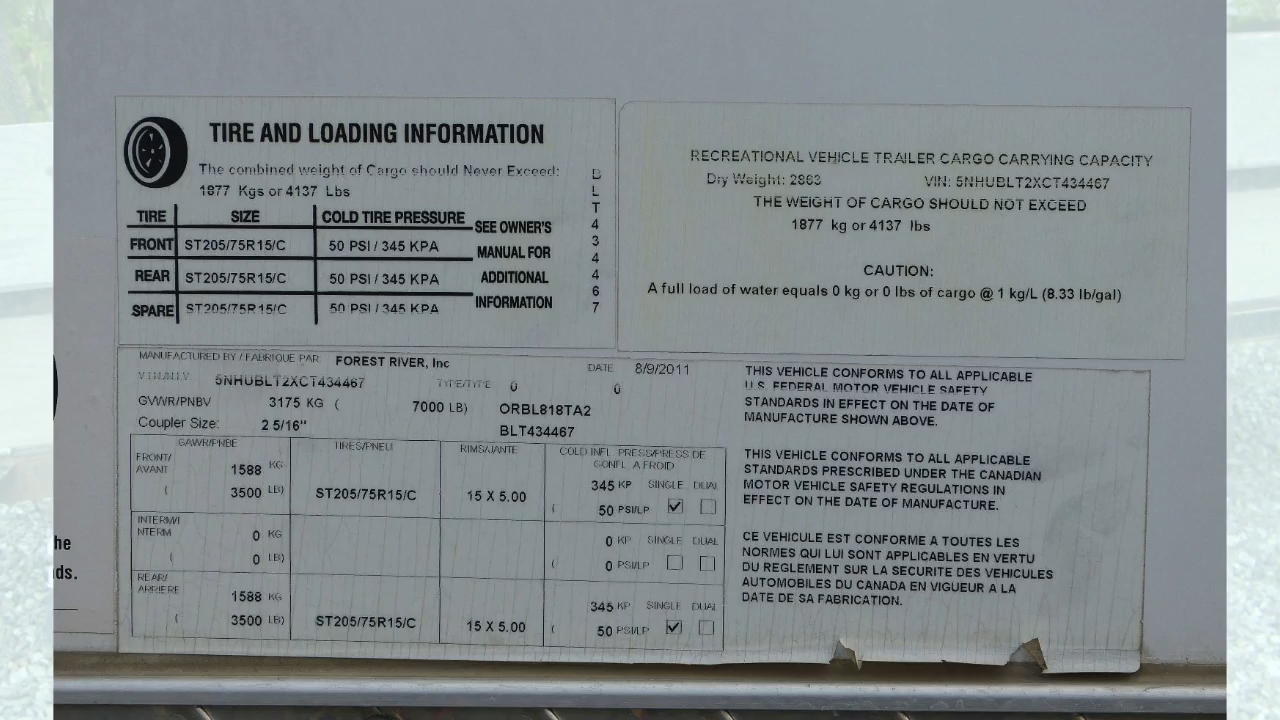 TIRE AND LOADING INFORMATION
The combined weight of Cargo should Never Exceed:
1877 Kgs or 4137 Lbs
TIRE SIZE COLD TIRE PRESSURE
FRONT ST205/75R15/C 50 PSI / 345 KPA
REAR ST205/75R15/C 50 PSI / 345 KPA
SPARE ST205/75R15/C 50 PSI / 345 KPA
SEE OWNER'S
MANUAL FOR
ADDITIONAL
INFORMATION
BLT434467
RECREATIONAL VEHICLE TRAILER CARGO CARRYING CAPACITY
Dry Weight: 2863 VIN: 5NHUBLT2XCT434467
THE WEIGHT OF CARGO SHOULD NOT EXCEED
1877 kg or 4137 lbs
CAUTION:
A full load of water equals 0 kg or 0 lbs of cargo @ 1 kg/L (8.33 lb/gal)
MANUFACTURED BY / FABRIQUE PAR FOREST RIVER, Inc DATE 8/9/2011
5NHUBLT2XCT434467 TYPE/TYPE 0 0
GVWR/PNBV 3175 KG ( 7000 LB) ORBL818TA2
Coupler Size: 2 5/16" BLT434467
GAWR/PNBE TIRES/PNEU RIMS/JANTE COLD INFL. PRESS/PRESS DE
GONFL. A FROID
FRONT/
AVANT 1588 KG 345 KP SINGLE DUAL
( 3500 LB) ST205/75R15/C 15 X 5.00 ( 50 PSI/LP
INTERM/I
NTERM 0 KG 0 KP SINGLE DUAL
( 0 LB) ( 0 PSI/LP
REAR/
ARRIERE 1588 KG 345 KP SINGLE DUAL
( 3500 LB) ST205/75R15/C 15 X 5.00 ( 50 PSI/LP
THIS VEHICLE CONFORMS TO ALL APPLICABLE
U.S. FEDERAL MOTOR VEHICLE SAFETY
STANDARDS IN EFFECT ON THE DATE OF
MANUFACTURE SHOWN ABOVE.
THIS VEHICLE CONFORMS TO ALL APPLICABLE
STANDARDS PRESCRIBED UNDER THE CANADIAN
MOTOR VEHICLE SAFETY REGULATIONS IN
EFFECT ON THE DATE OF MANUFACTURE.
CE VEHICULE EST CONFORME A TOUTES LES
NORMES QUI LUI SONT APPLICABLES EN VERTU
DU REGLEMENT SUR LA SECURITE DES VEHICULES
AUTOMOBILES DU CANADA EN VIGUEUR A LA
DATE DE SA FABRICATION.
he
ds.